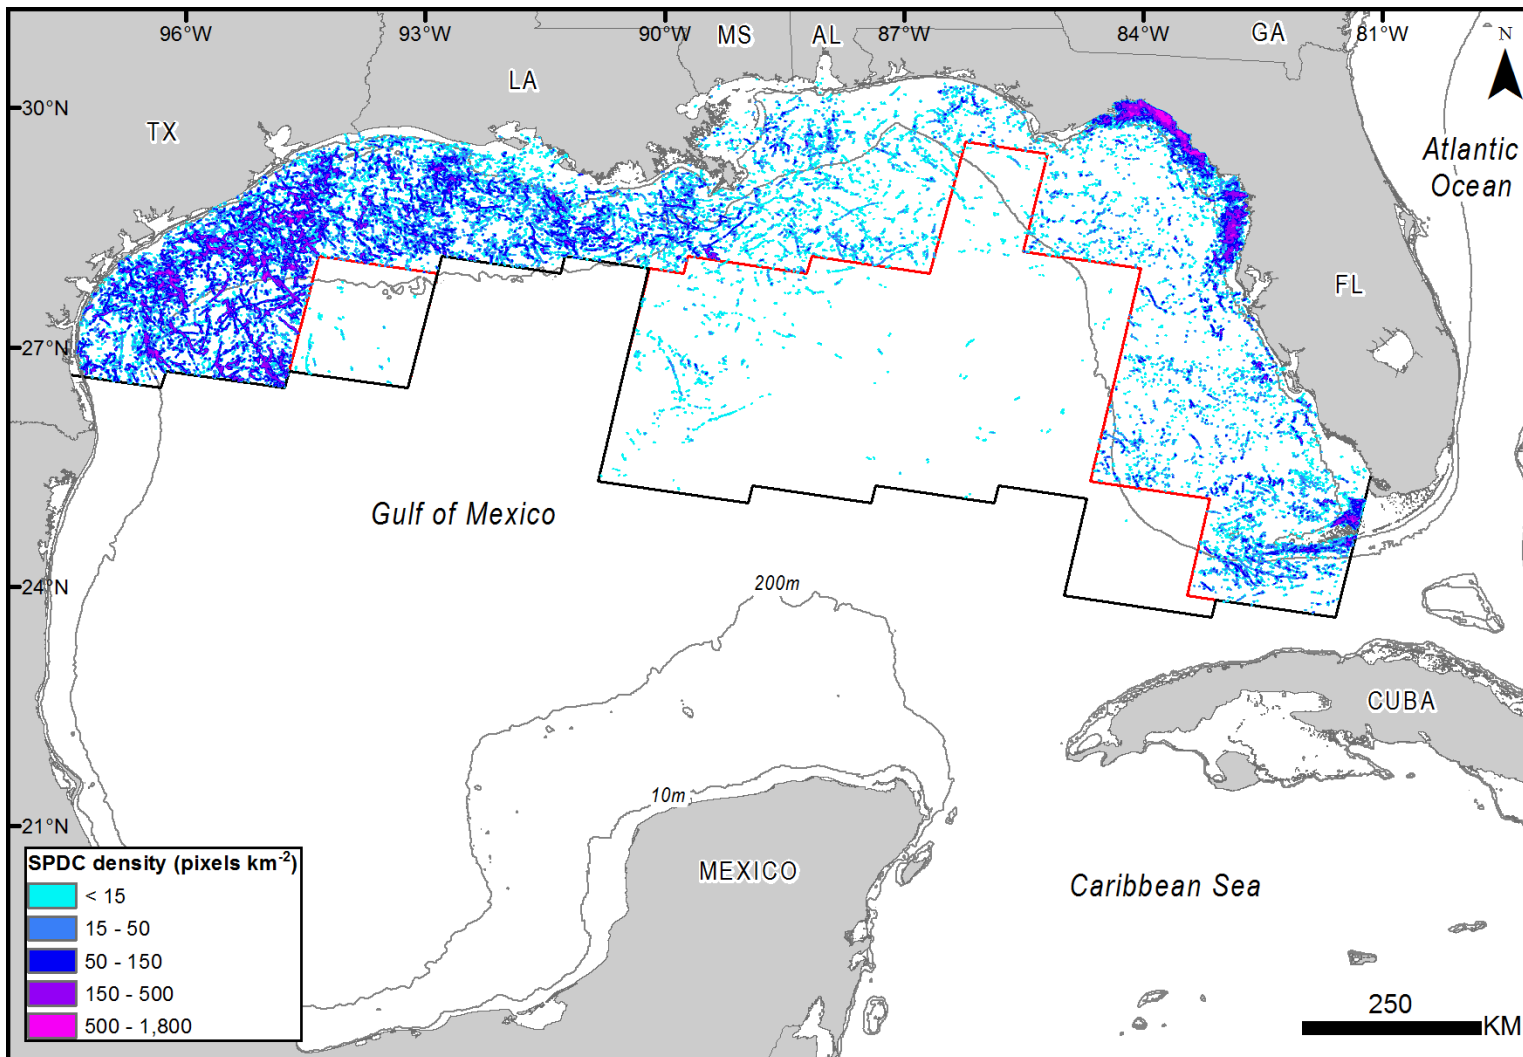 96°W
93°W
90°W
MS
AL
87°W
84°W
GA
81°W
N
LA
30°N
TX
Atlantic
Ocean
FL
27°N
Gulf of Mexico
24°N
200m
CUBA
10m
21°N
MEXICO
Caribbean Sea
SPDC density (pixels km-2)
< 15
15 - 50
50 - 150
150 - 500
500 - 1,800
250
KM